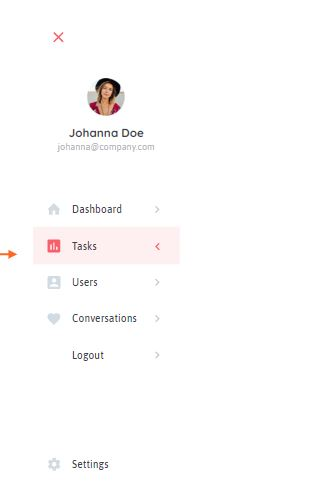 Johanna Doe
johanna@company.com
Dashboard
Tasks
Users
Conversations
Logout
Settings